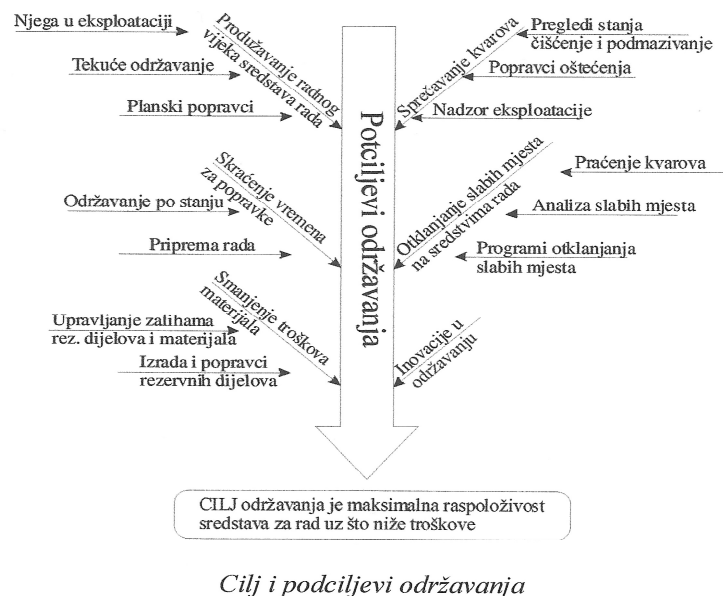 Njega u eksploataciji
Tekuće održavanje
Planski popravci
Produžavanje radnog
vijeka sredstava rada
Sprečavanje kvarova
Pregledi stanja
čišćenje i podmazivanje
Popravci oštećenja
Nadzor eksploatacije
Potciljevi održavanja
Skraćenje vremena
za popravke
Održavanje po stanju
Priprema rada
Otklanjanje slabih mjesta
na sredstvima rada
Praćenje kvarova
Analiza slabih mjesta
Programi otklanjanja
slabih mjesta
Smanjenje troškova
materijala
Upravljanje zalihama
rez. dijelova i materijala
Izrada i popravci
rezervnih dijelova
Inovacije u
održavanju
CILJ održavanja je maksimalna raspoloživost
sredstava za rad uz što niže troškove
Cilj i podciljevi održavanja